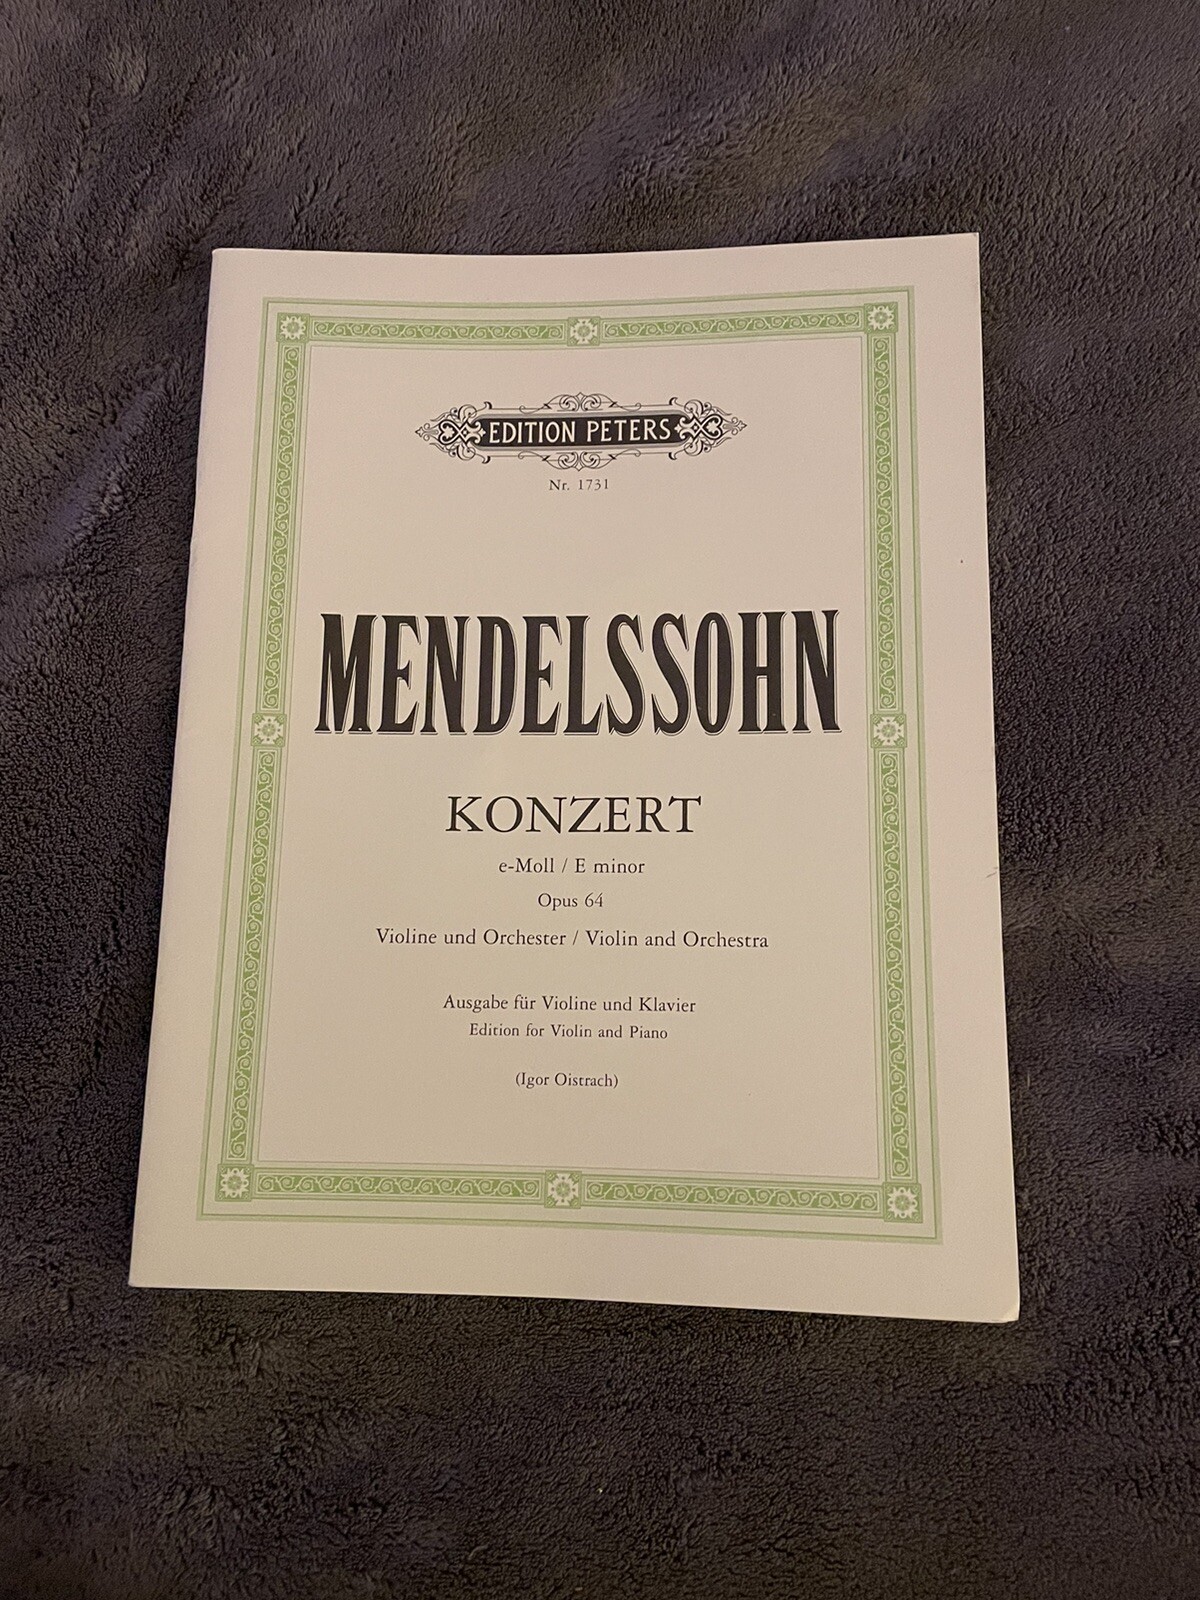 EDITION PETERS
Nr. 1731
MENDELSSOHN
KONZERT
e-Moll / E minor
Opus 64
Violine und Orchester / Violin and Orchestra
Ausgabe für Violine und Klavier
Edition for Violin and Piano
(Igor Oistrach)